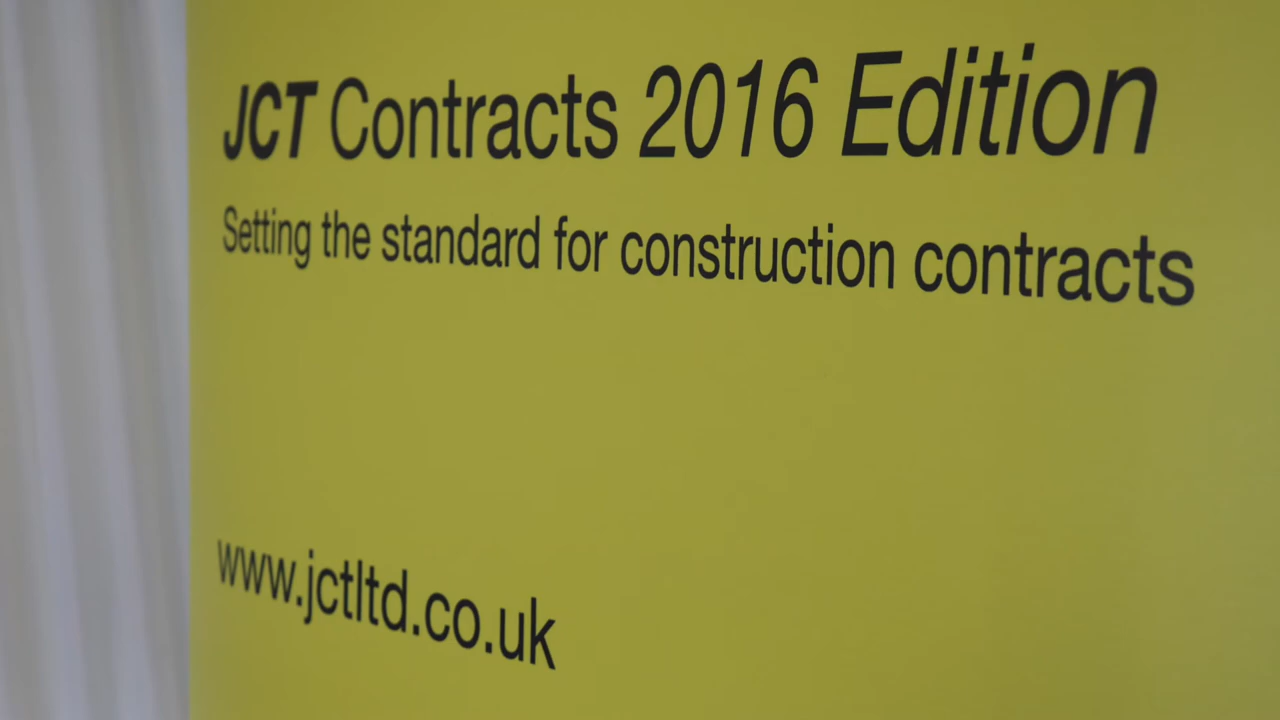 JCT Contracts 2016 Edition
Setting the standard for construction contracts
www.jctltd.co.uk